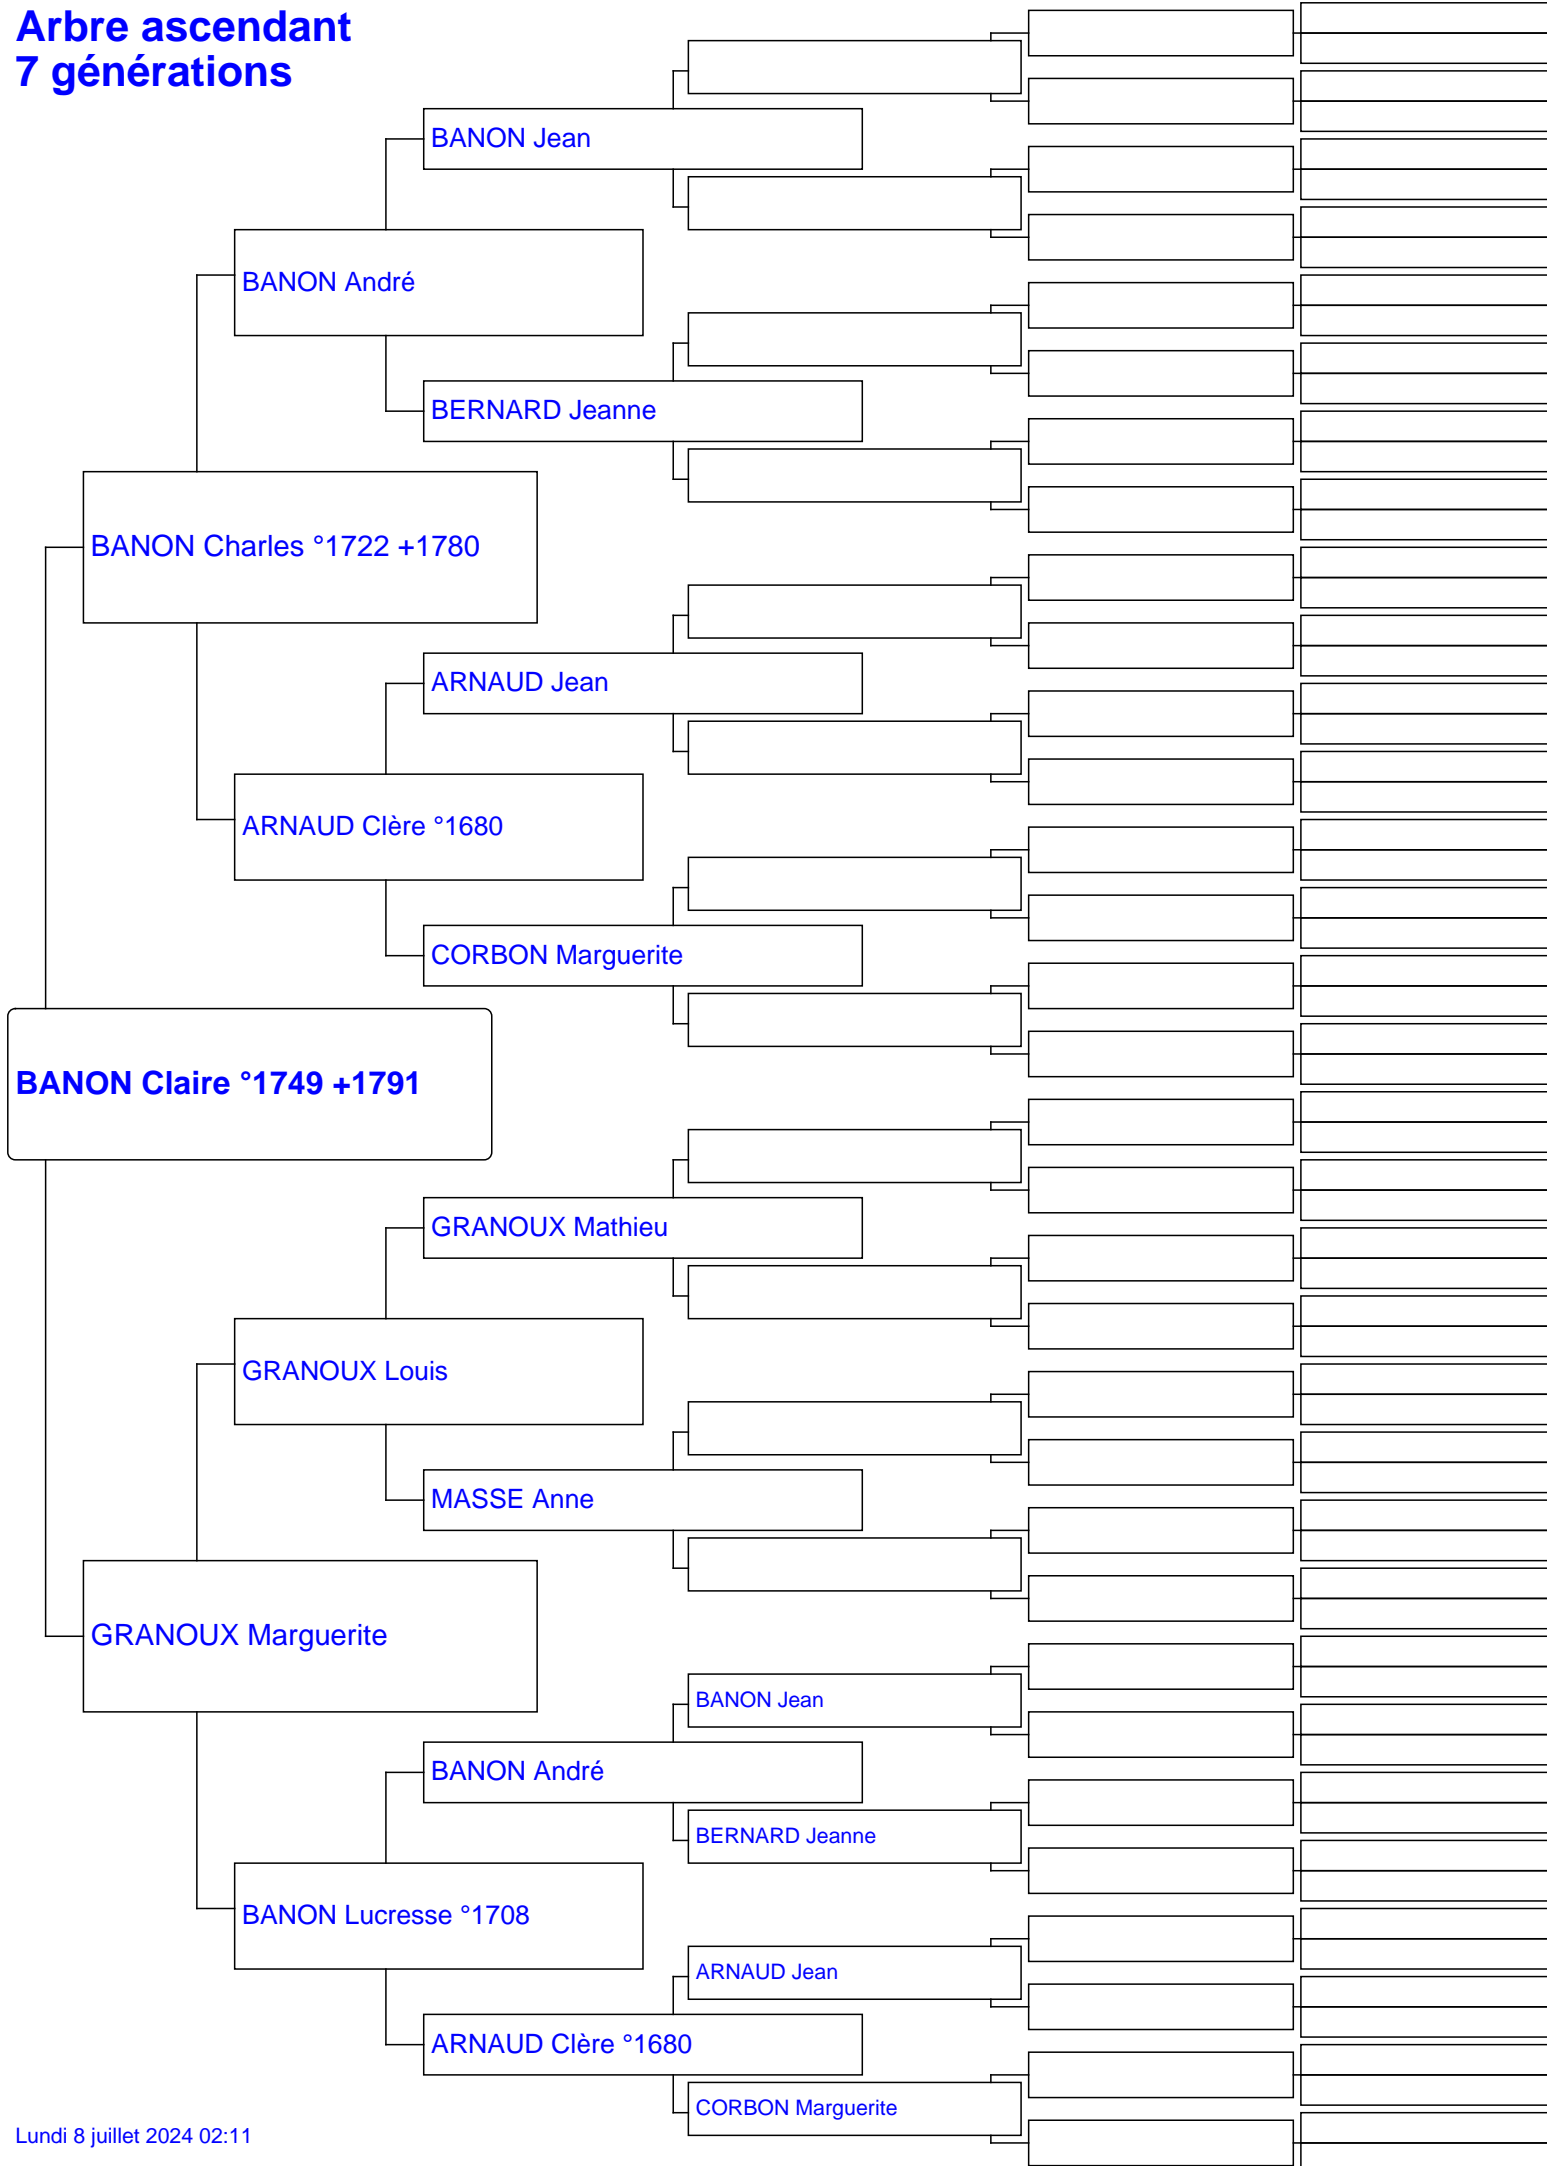 Arbre ascendant
7 générations
BANON Jean
BANON André
BERNARD Jeanne
BANON Charles °1722 +1780
ARNAUD Jean
ARNAUD Clère °1680
CORBON Marguerite
BANON Claire °1749 +1791
GRANOUX Mathieu
GRANOUX Louis
MASSE Anne
GRANOUX Marguerite
BANON Jean
BANON André
BERNARD Jeanne
BANON Lucresse °1708
ARNAUD Jean
ARNAUD Clère °1680
CORBON Marguerite
Lundi 8 juillet 2024 02:11